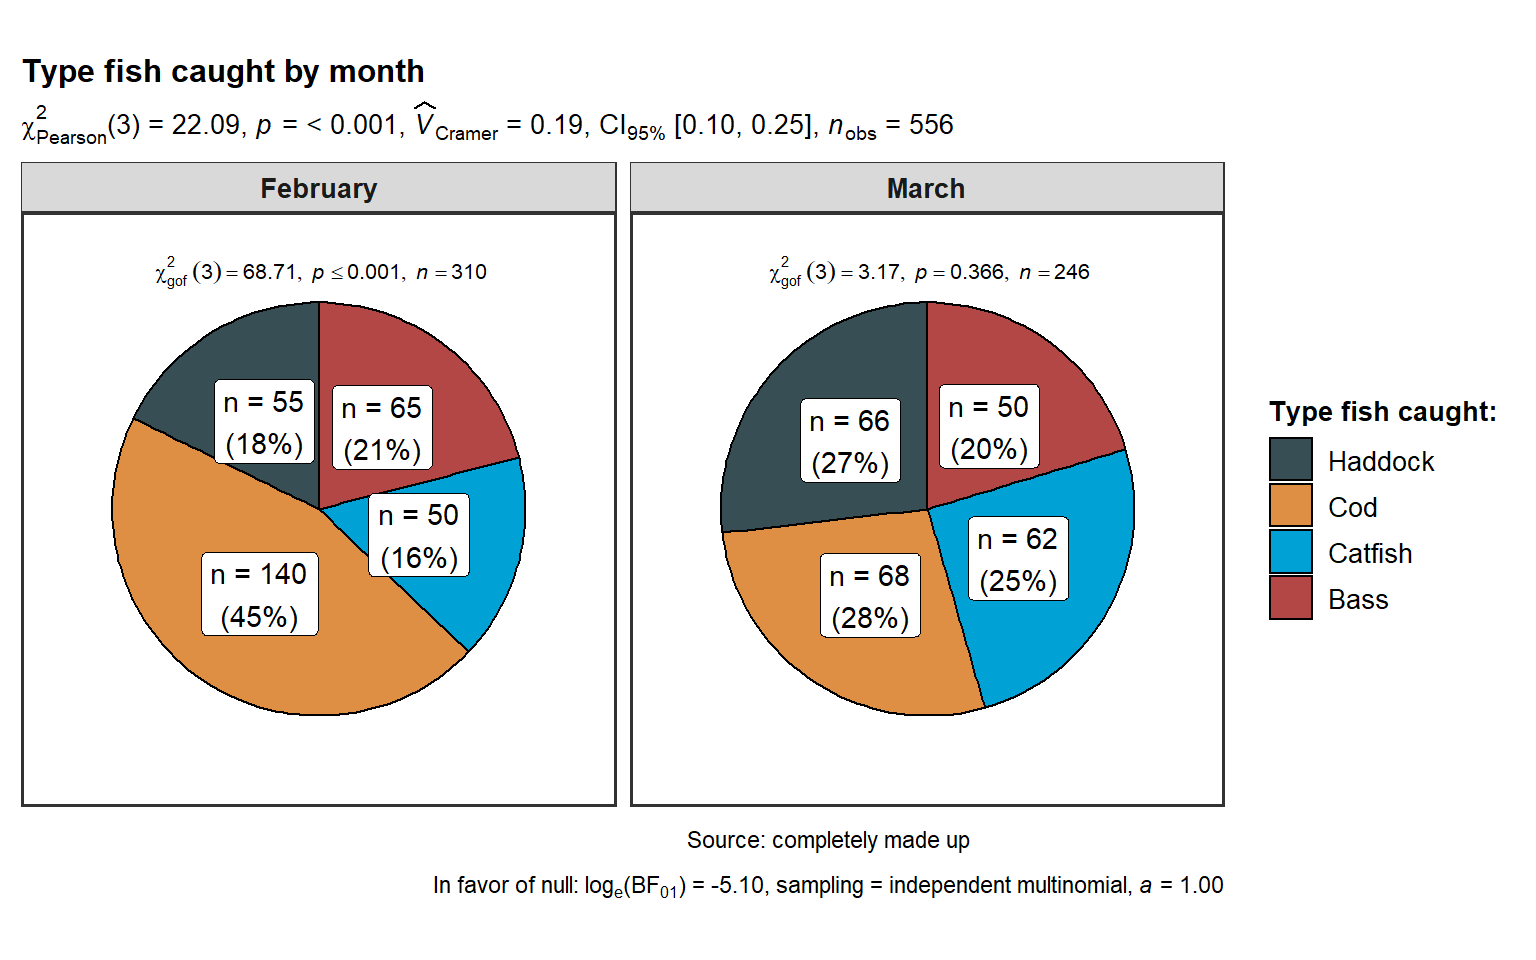 Type fish caught by month
χ²Pearson(3) = 22.09, p = < 0.001, V̂Cramer = 0.19, CI95% [0.10, 0.25], nobs = 556
February
χ²gof (3) = 68.71, p ≤ 0.001, n = 310
n = 55
(18%)
n = 65
(21%)
n = 50
(16%)
n = 140
(45%)
March
χ²gof (3) = 3.17, p = 0.366, n = 246
n = 66
(27%)
n = 50
(20%)
n = 62
(25%)
n = 68
(28%)
Type fish caught:
Haddock
Cod
Catfish
Bass
Source: completely made up
In favor of null: loge(BF01) = -5.10, sampling = independent multinomial, a = 1.00